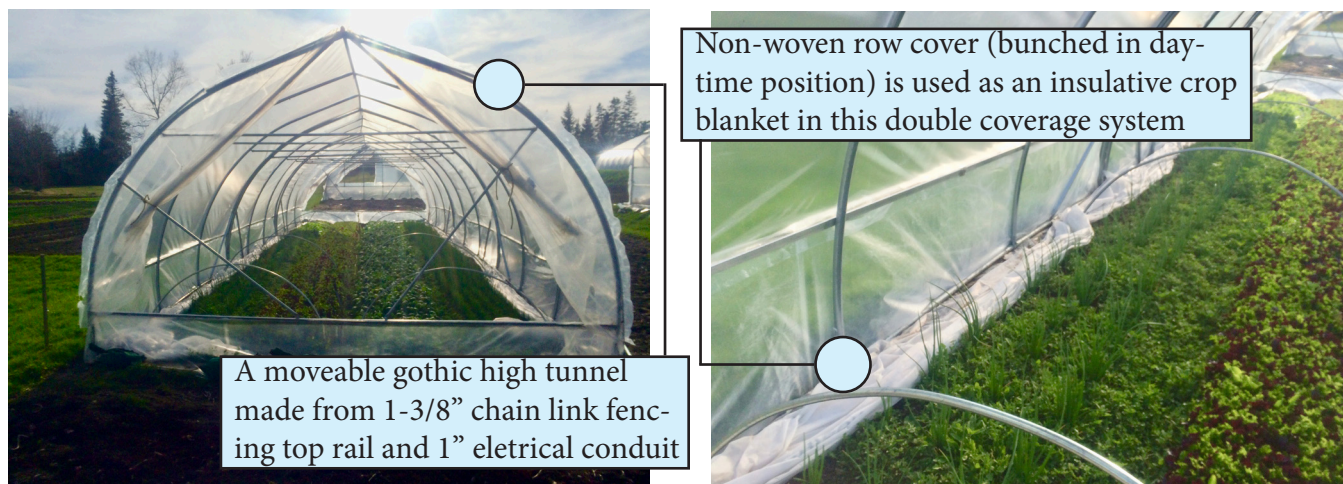 Non-woven row cover (bunched in day-
time position) is used as an insulative crop
blanket in this double coverage system
A moveable gothic high tunnel
made from 1-3/8” chain link fenc-
ing top rail and 1” eletrical conduit